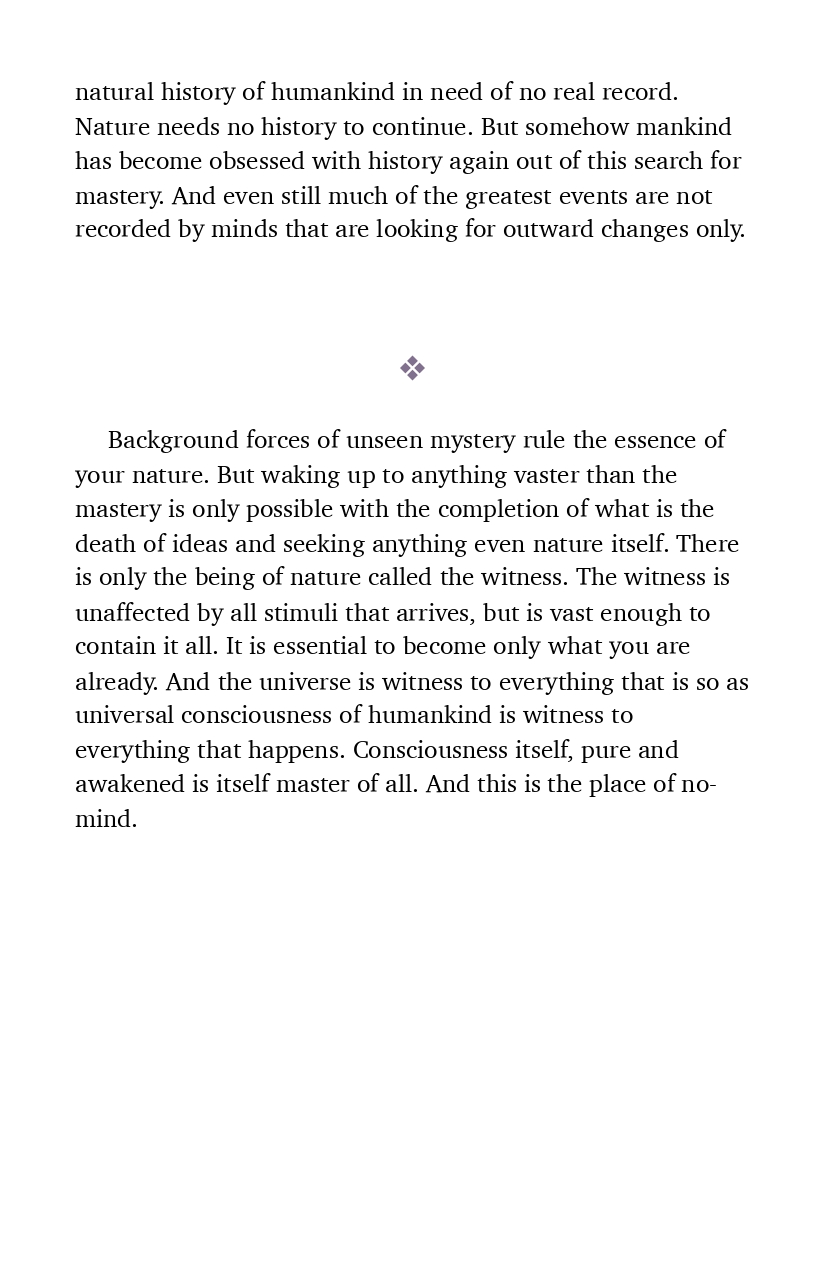 natural history of humankind in need of no real record.
Nature needs no history to continue. But somehow mankind
has become obsessed with history again out of this search for
mastery. And even still much of the greatest events are not
recorded by minds that are looking for outward changes only.
❖
Background forces of unseen mystery rule the essence of
your nature. But waking up to anything vaster than the
mastery is only possible with the completion of what is the
death of ideas and seeking anything even nature itself. There
is only the being of nature called the witness. The witness is
unaffected by all stimuli that arrives, but is vast enough to
contain it all. It is essential to become only what you are
already. And the universe is witness to everything that is so as
universal consciousness of humankind is witness to
everything that happens. Consciousness itself, pure and
awakened is itself master of all. And this is the place of no-
mind.